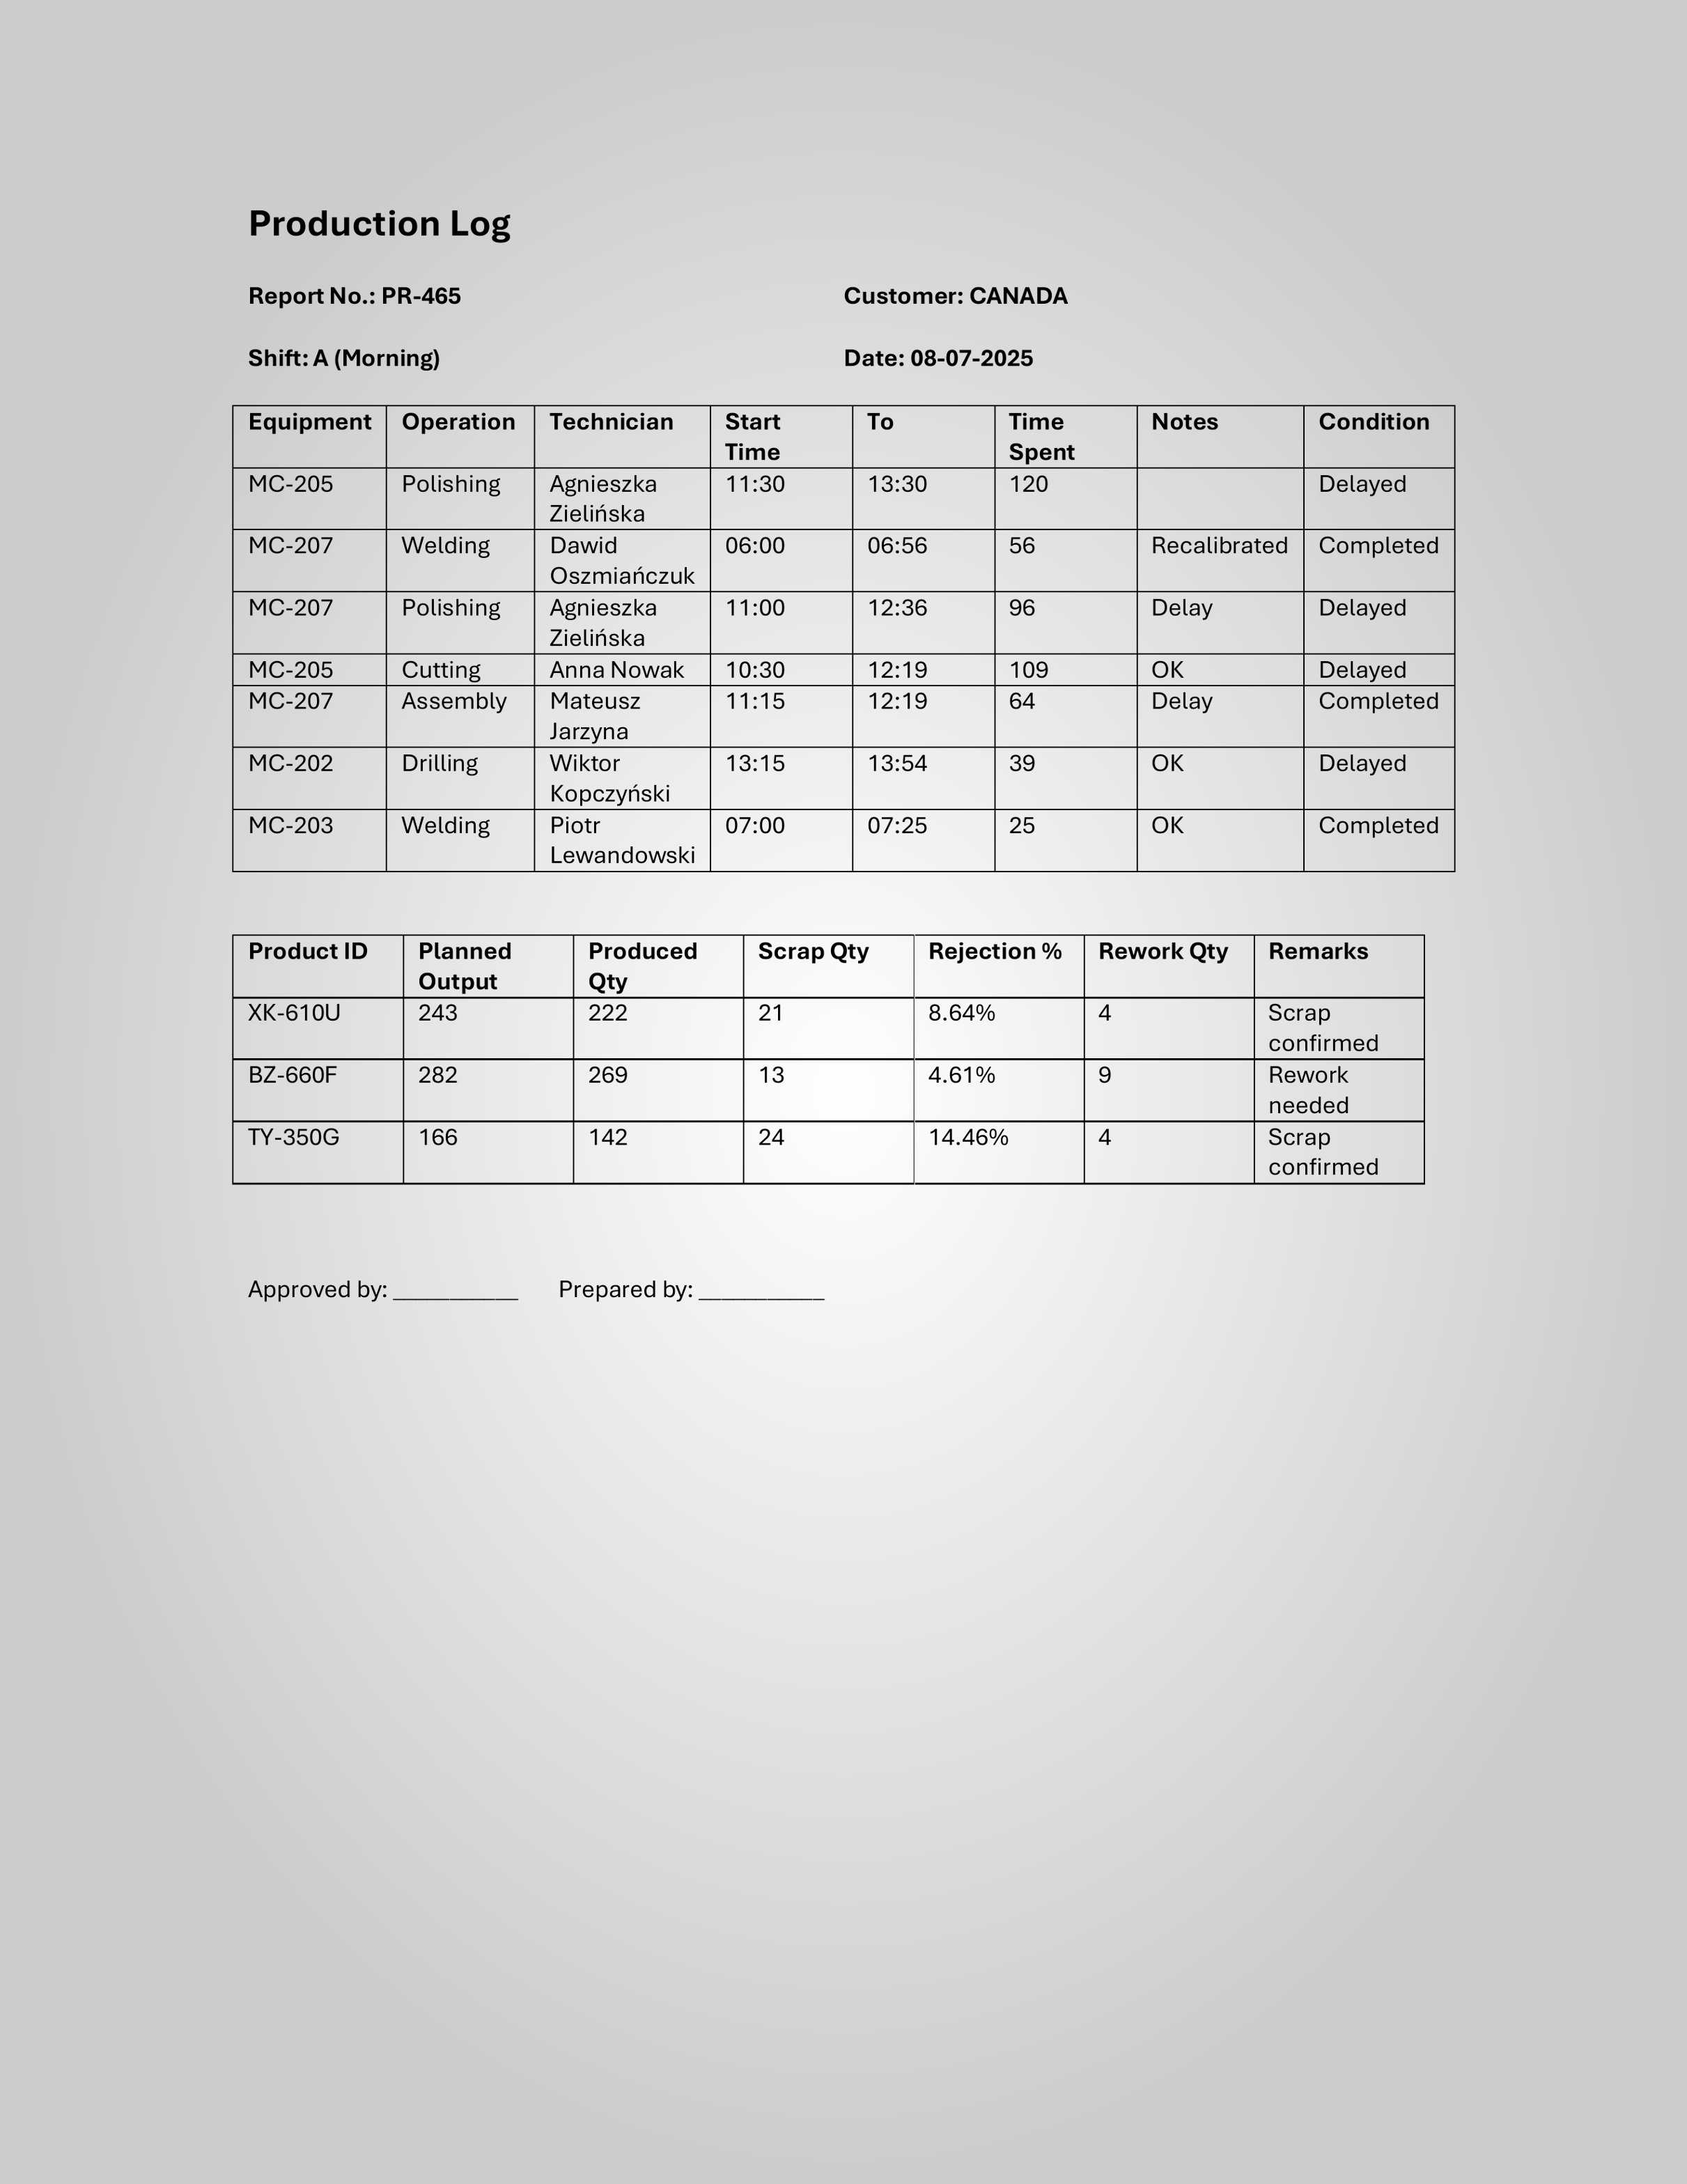 Production Log
Report No.: PR-465 Customer: CANADA
Shift: A (Morning) Date: 08-07-2025
Equipment Operation Technician Start Time To Time Spent Notes Condition
MC-205 Polishing Agnieszka Zielińska 11:30 13:30 120 Delayed
MC-207 Welding Dawid Oszmiańczuk 06:00 06:56 56 Recalibrated Completed
MC-207 Polishing Agnieszka Zielińska 11:00 12:36 96 Delay Delayed
MC-205 Cutting Anna Nowak 10:30 12:19 109 OK Delayed
MC-207 Assembly Mateusz Jarzyna 11:15 12:19 64 Delay Completed
MC-202 Drilling Wiktor Kopczyński 13:15 13:54 39 OK Delayed
MC-203 Welding Piotr Lewandowski 07:00 07:25 25 OK Completed
Product ID Planned Output Produced Qty Scrap Qty Rejection % Rework Qty Remarks
XK-610U 243 222 21 8.64% 4 Scrap confirmed
BZ-660F 282 269 13 4.61% 9 Rework needed
TY-350G 166 142 24 14.46% 4 Scrap confirmed
Approved by: ___________ Prepared by: ___________